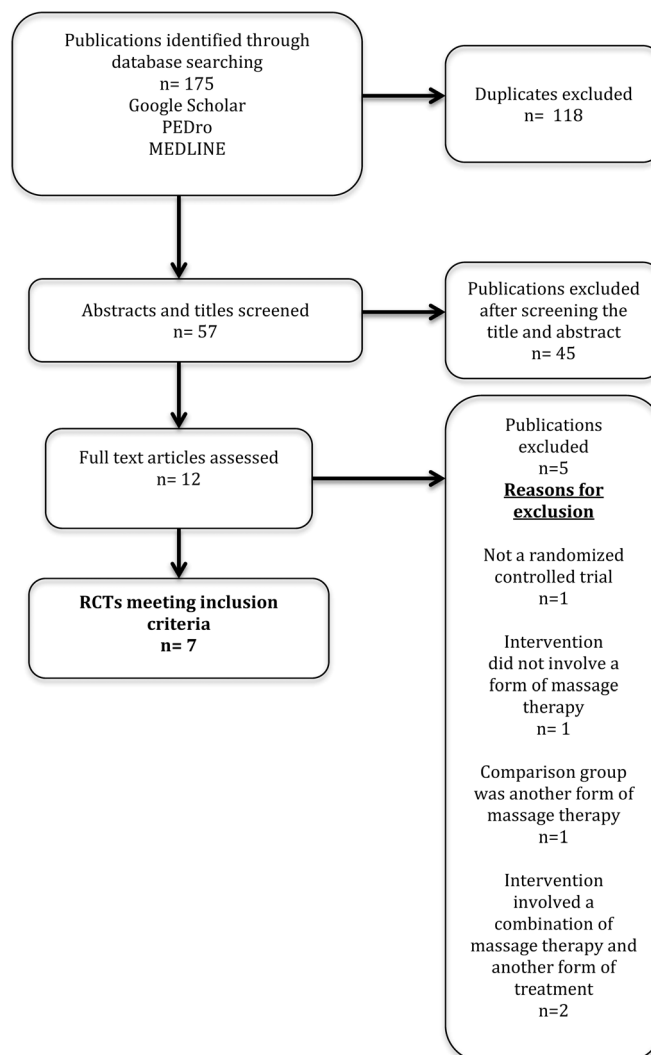 Publications identified through
database searching
n= 175
Google Scholar
PEDro
MEDLINE
Duplicates excluded
n= 118
Abstracts and titles screened
n= 57
Publications excluded
after screening the
title and abstract
n= 45
Full text articles assessed
n= 12
Publications
excluded
n=5
Reasons for
exclusion
Not a randomized
controlled trial
n=1
Intervention
did not involve a
form of massage
therapy
n= 1
Comparison group
was another form of
massage therapy
n=1
Intervention
involved a
combination of
massage therapy and
another form of
treatment
n=2
RCTs meeting inclusion
criteria
n= 7